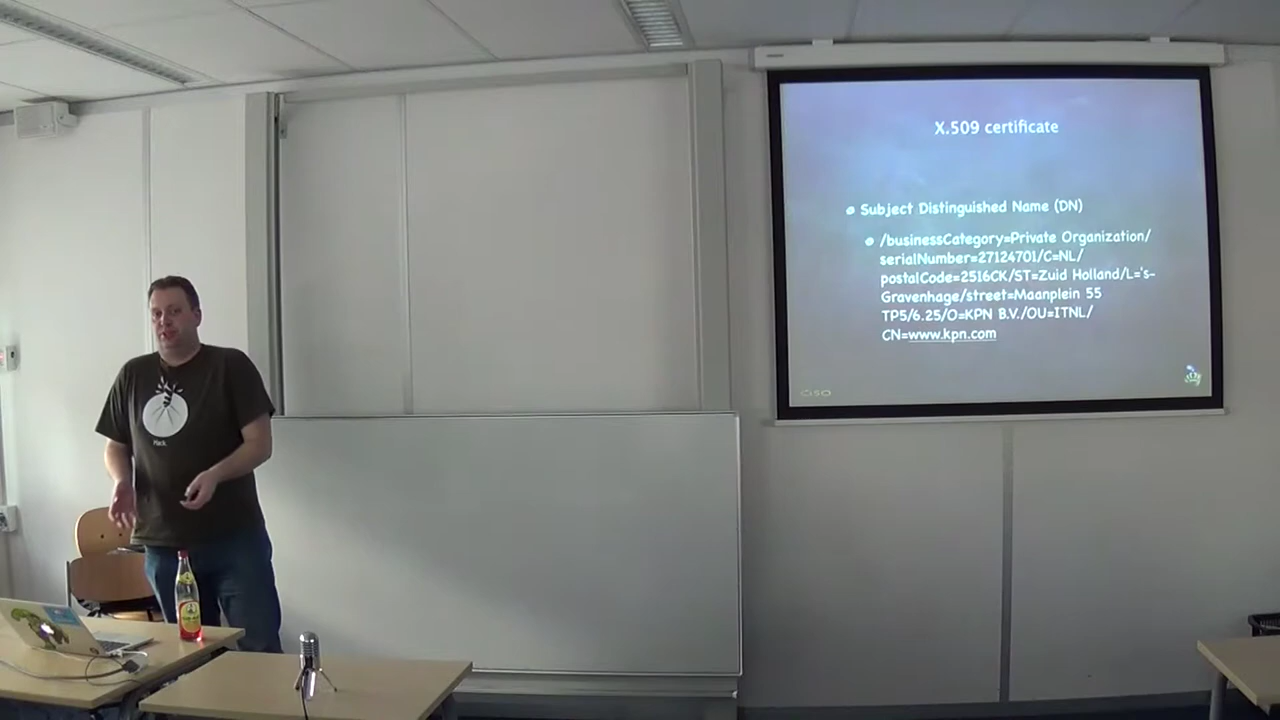 X.509 certificate
Subject Distinguished Name (DN)
/businessCategory=Private Organization/
serialNumber=27124701/C=NL/
postalCode=2516CK/ST=Zuid Holland/L='s-
Gravenhage/street=Maanplein 55
TP5/6.25/O=KPN B.V./OU=ITNL/
CN=www.kpn.com
Hack